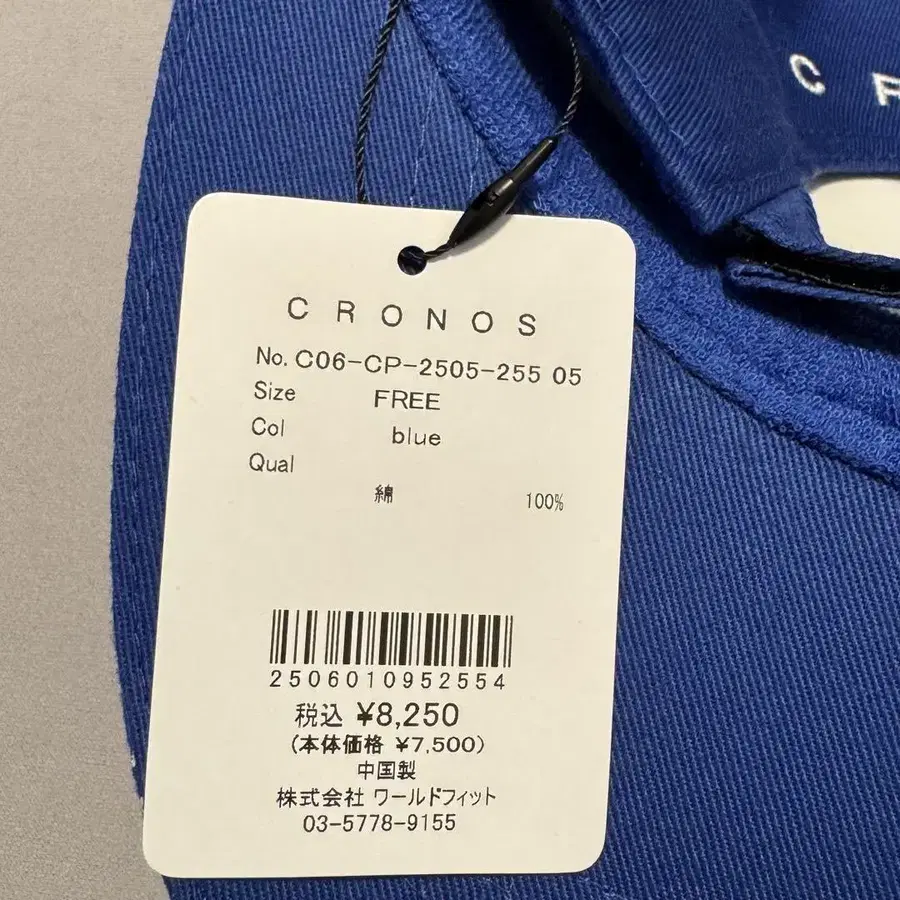 C
CRONOS
No. C06-CP-2505-255 05
Size FREE
Col blue
Qual
綿 100%
2506010952554
税込 ¥8,250
(本体価格 ¥7,500)
中国製
株式会社 ワールドフィット
03-5778-9155